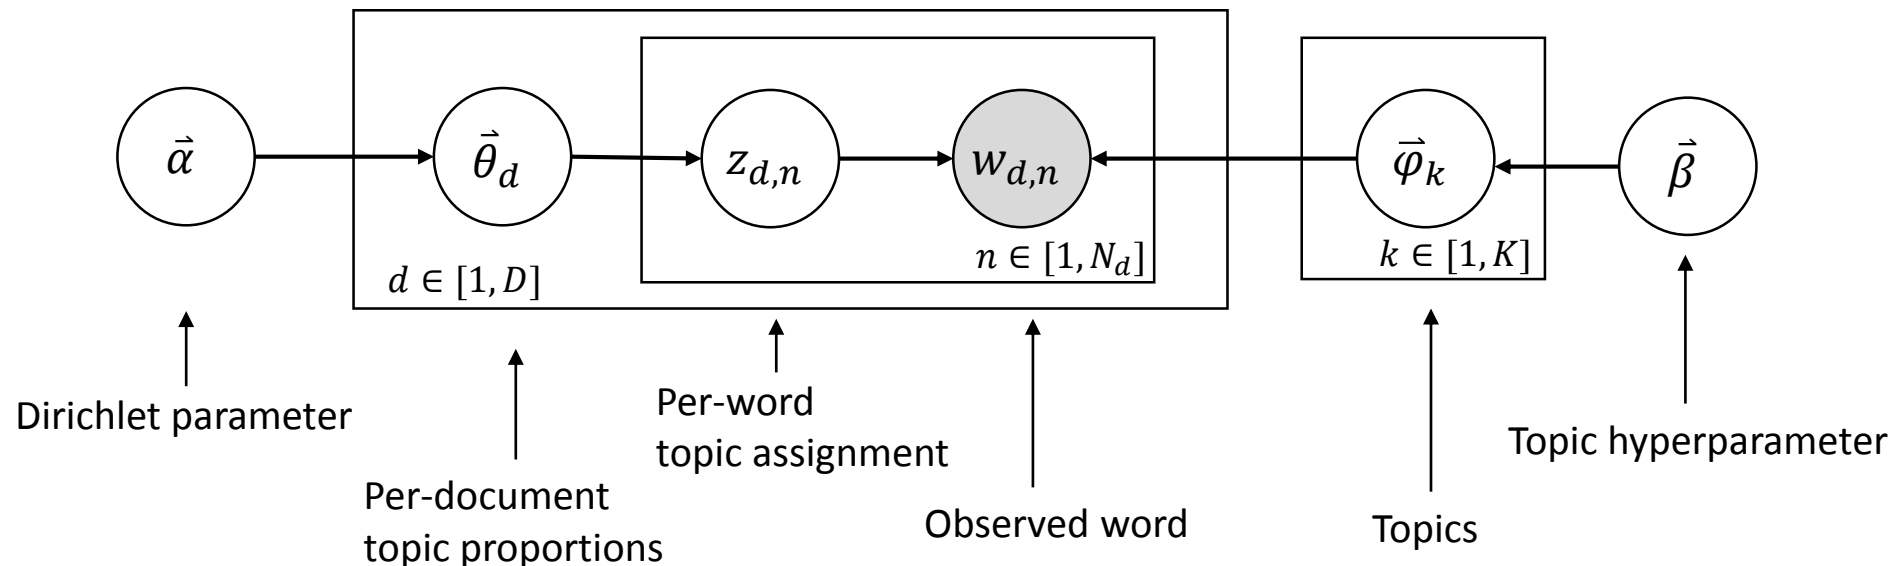 α⃗
θ⃗_d
z_{d,n}
w_{d,n}
φ⃗_k
β⃗
d ∈ [1, D]
n ∈ [1, N_d]
k ∈ [1, K]
Dirichlet parameter
Per-document
topic proportions
Per-word
topic assignment
Observed word
Topics
Topic hyperparameter